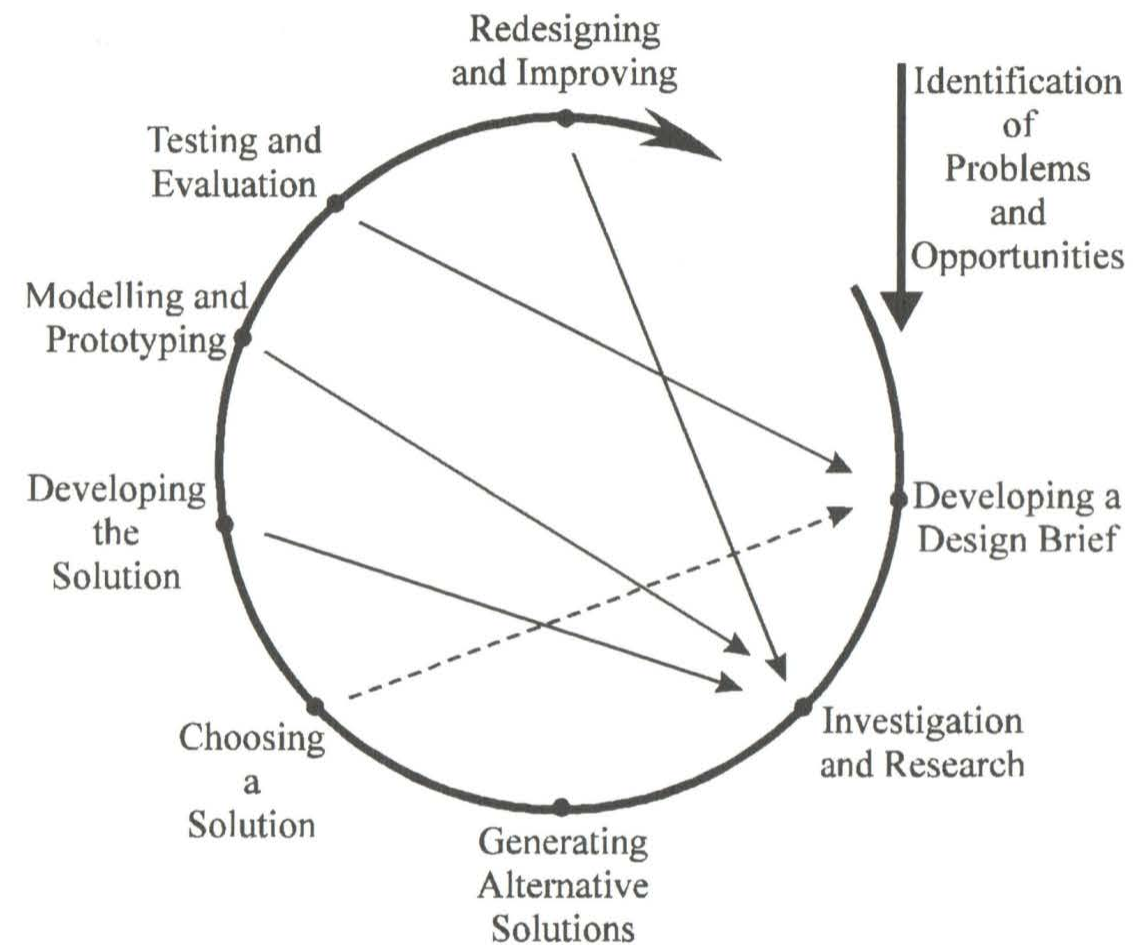 Redesigning
and Improving
Identification
of
Problems
and
Opportunities
Testing and
Evaluation
Modelling and
Prototyping
Developing
the
Solution
Developing a
Design Brief
Choosing
a
Solution
Investigation
and Research
Generating
Alternative
Solutions